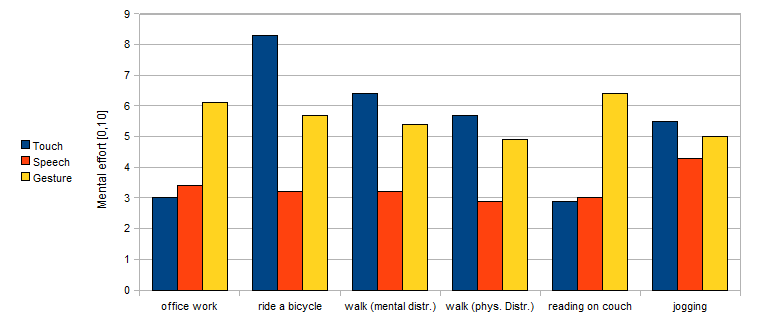 9
8
7
6
5
4
3
2
1
0
Mental effort [0,10]
Touch
Speech
Gesture
office work
ride a bicycle
walk (mental distr.)
walk (phys. Distr.)
reading on couch
jogging